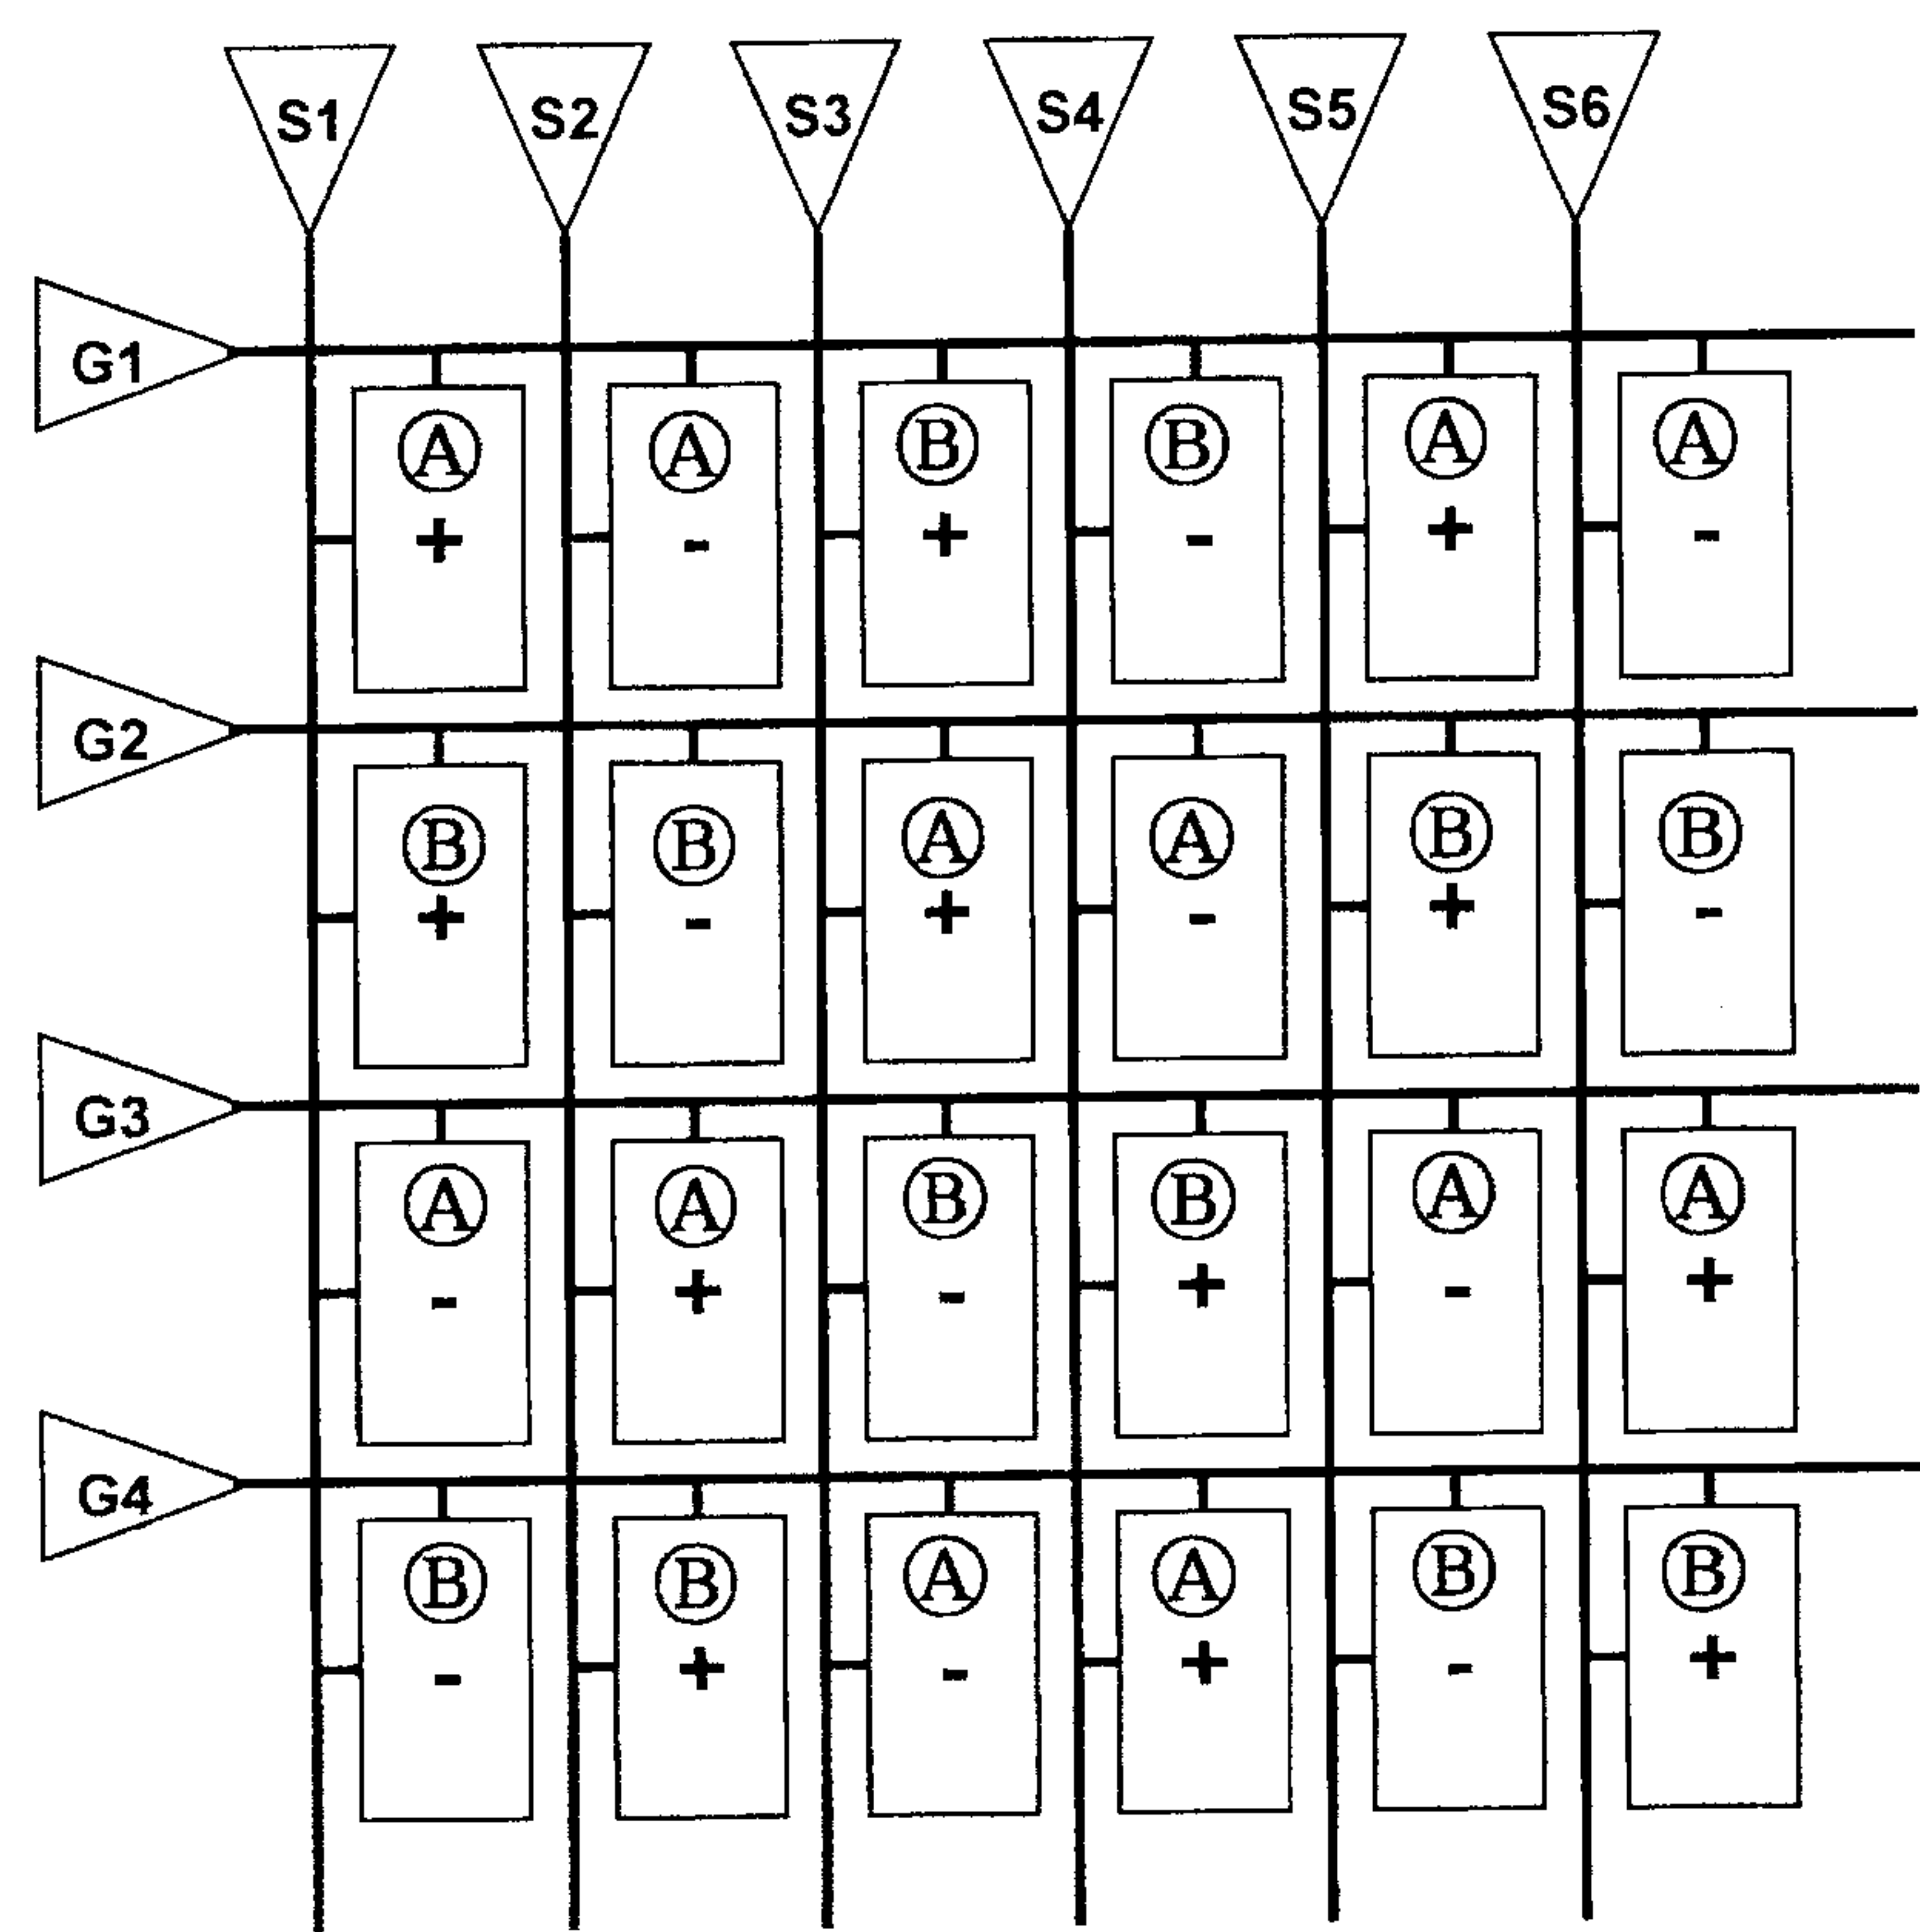 S1 S2 S3 S4 S5 S6
G1
Ⓐ Ⓐ Ⓑ Ⓑ Ⓐ Ⓐ
+ - + - + -
G2
Ⓑ Ⓑ Ⓐ Ⓐ Ⓑ Ⓑ
+ - + - + -
G3
Ⓐ Ⓐ Ⓑ Ⓑ Ⓐ Ⓐ
- + - + - +
G4
Ⓑ Ⓑ Ⓐ Ⓐ Ⓑ Ⓑ
- + - + - +